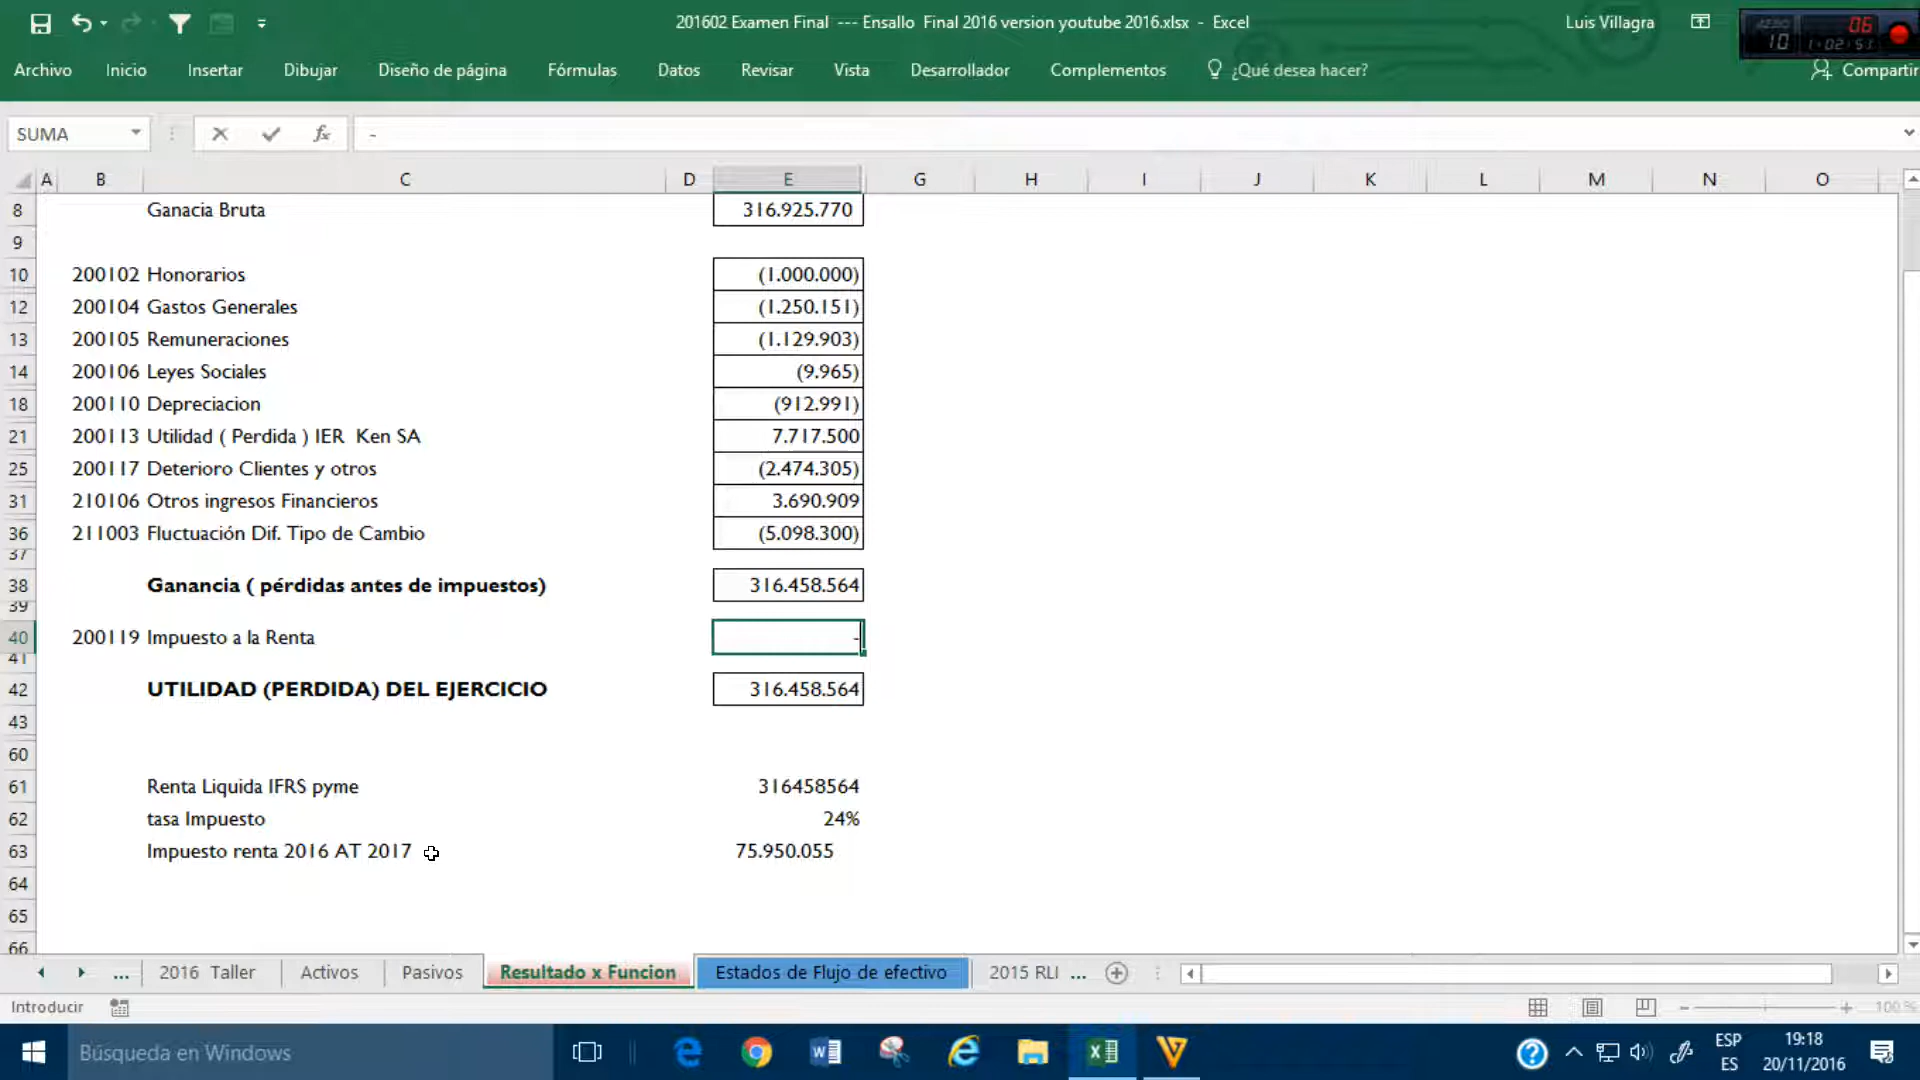 201602 Examen Final --- Ensallo Final 2016 version youtube 2016.xlsx - Excel
Luis Villagra
Archivo Inicio Insertar Dibujar Diseño de página Fórmulas Datos Revisar Vista Desarrollador Complementos ¿Qué desea hacer? Compartir
SUMA fx -
A B C D E G H I J K L M N O
8 Ganacia Bruta 316.925.770
9
10 200102 Honorarios (1.000.000)
12 200104 Gastos Generales (1.250.151)
13 200105 Remuneraciones (1.129.903)
14 200106 Leyes Sociales (9.965)
18 200110 Depreciacion (912.991)
21 200113 Utilidad ( Perdida ) IER Ken SA 7.717.500
25 200117 Deterioro Clientes y otros (2.474.305)
31 210106 Otros ingresos Financieros 3.690.909
36 211003 Fluctuación Dif. Tipo de Cambio (5.098.300)
37
38 Ganancia ( pérdidas antes de impuestos) 316.458.564
39
40 200119 Impuesto a la Renta -
41
42 UTILIDAD (PERDIDA) DEL EJERCICIO 316.458.564
43
60
61 Renta Liquida IFRS pyme 316458564
62 tasa Impuesto 24%
63 Impuesto renta 2016 AT 2017 75.950.055
64
65
66
... 2016 Taller Activos Pasivos Resultado x Funcion Estados de Flujo de efectivo 2015 RLI ...
Introducir 100 %
Búsqueda en Windows
ESP 19:18
ES 20/11/2016